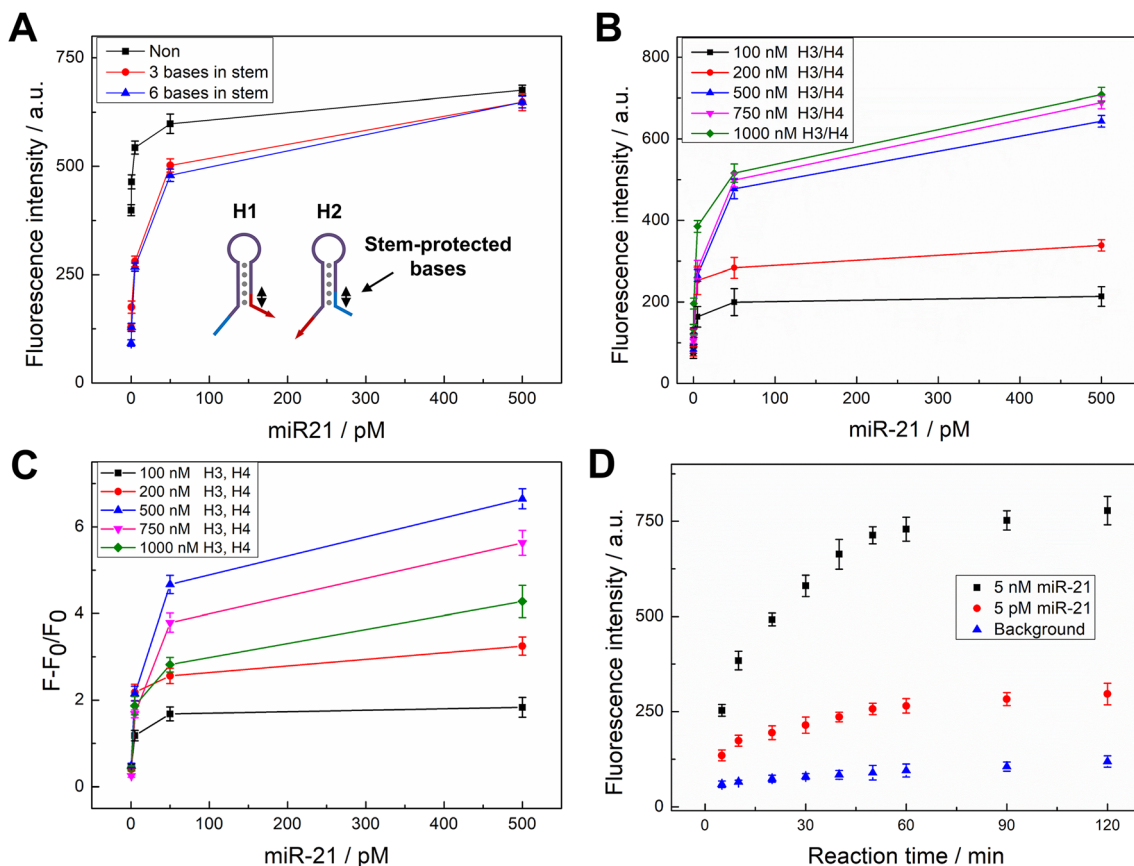 A
Non
3 bases in stem
6 bases in stem
Fluorescence intensity / a.u.
750
500
250
0
H1
H2
Stem-protected
bases
0 100 200 300 400 500
miR21 / pM
B
100 nM H3/H4
200 nM H3/H4
500 nM H3/H4
750 nM H3/H4
1000 nM H3/H4
Fluorescence intensity / a.u.
800
600
400
200
0
0 100 200 300 400 500
miR-21 / pM
C
100 nM H3, H4
200 nM H3, H4
500 nM H3, H4
750 nM H3, H4
1000 nM H3, H4
F-F₀/F₀
6
4
2
0
0 100 200 300 400 500
miR-21 / pM
D
Fluorescence intensity / a.u.
750
500
250
0
5 nM miR-21
5 pM miR-21
Background
0 30 60 90 120
Reaction time / min